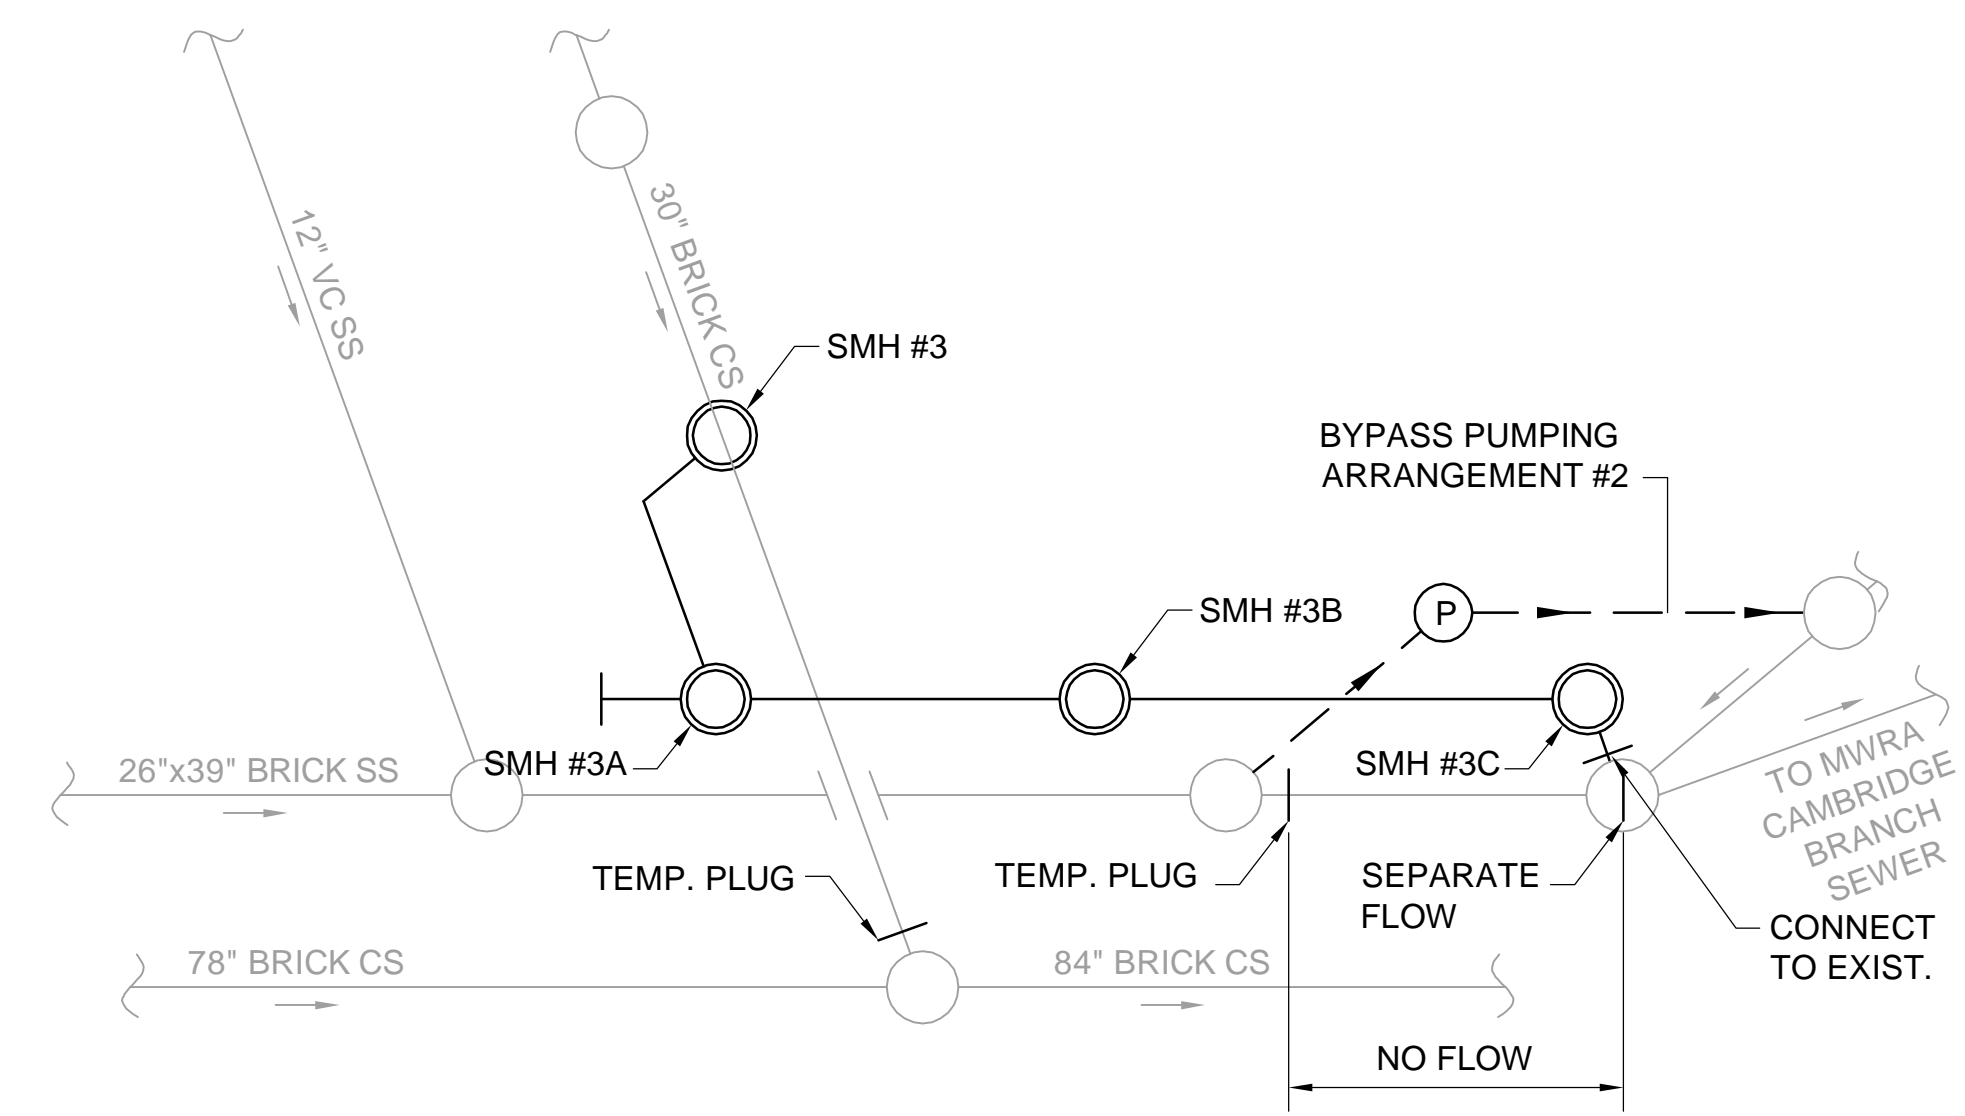 12" VC SS
30" BRICK CS
SMH #3
BYPASS PUMPING
ARRANGEMENT #2
SMH #3B
P
26"x39" BRICK SS
SMH #3A
SMH #3C
TO MWRA
CAMBRIDGE
BRANCH
SEWER
TEMP. PLUG
TEMP. PLUG
SEPARATE
FLOW
CONNECT
TO EXIST.
78" BRICK CS
84" BRICK CS
NO FLOW